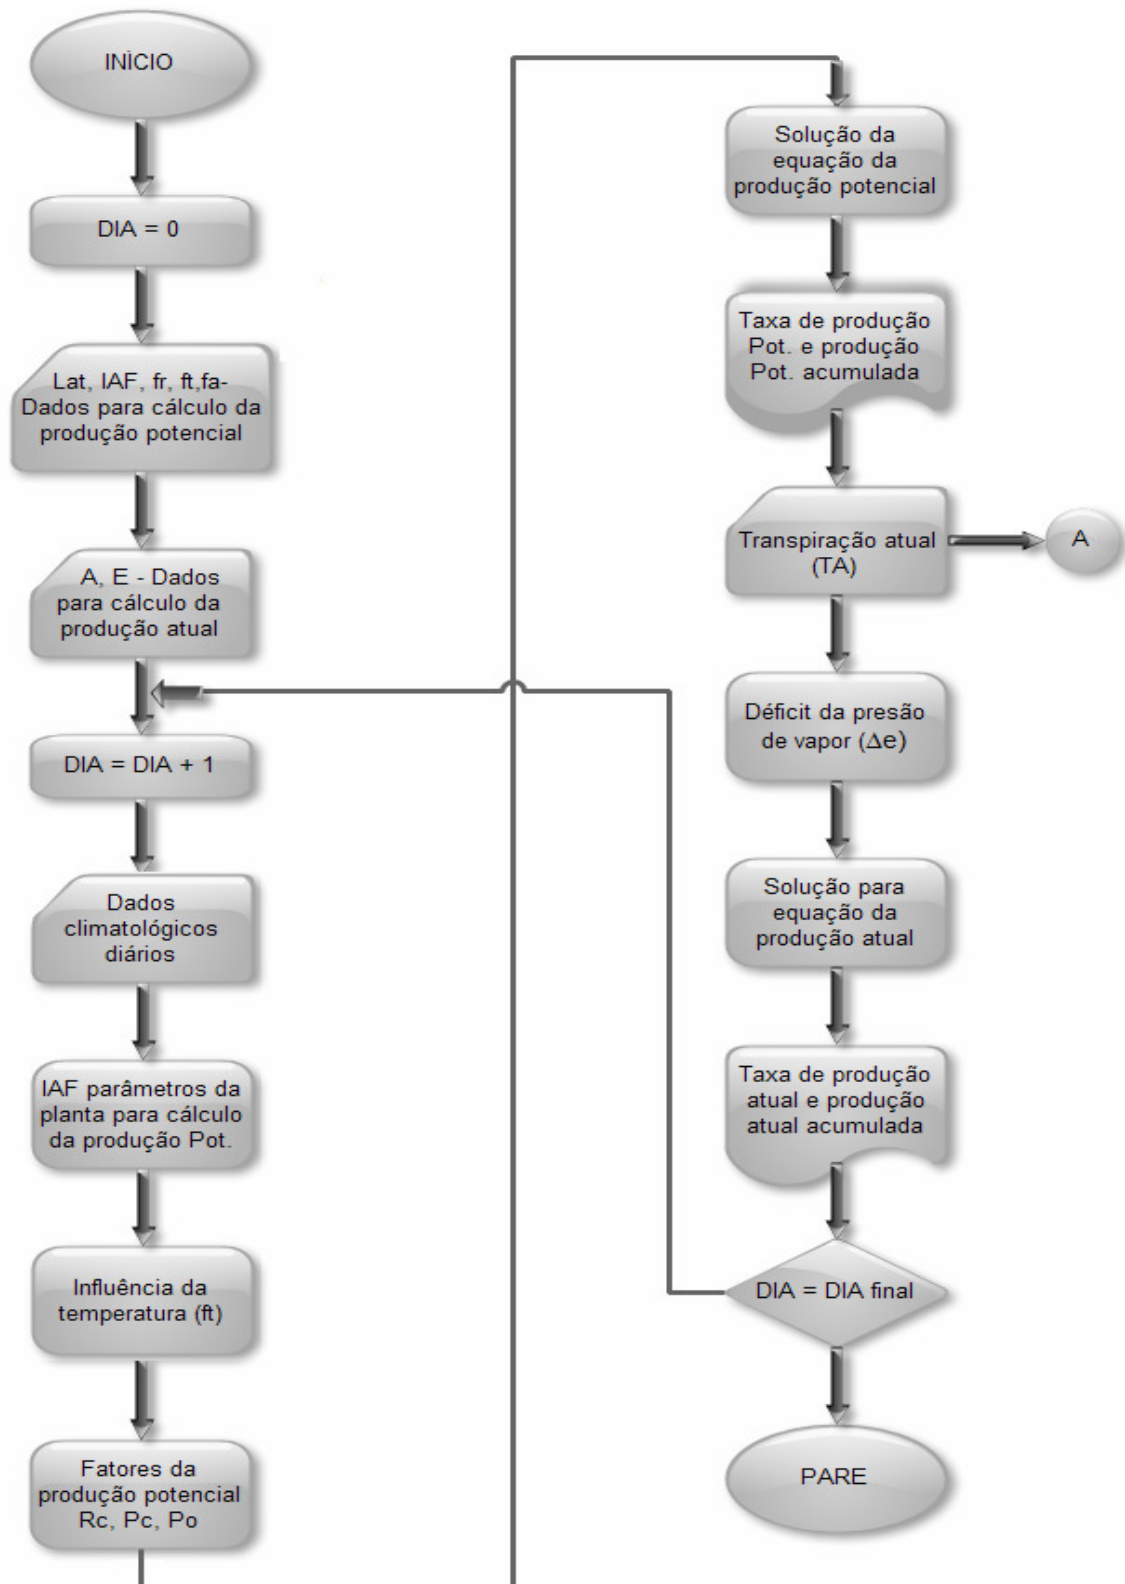 INÍCIO
DIA = 0
Lat, IAF, fr, ft,fa-
Dados para cálculo da
produção potencial
A, E - Dados
para cálculo da
produção atual
DIA = DIA + 1
Dados
climatológicos
diários
IAF parâmetros da
planta para cálculo
da produção Pot.
Influência da
temperatura (ft)
Fatores da
produção potencial
Rc, Pc, Po
Solução da
equação da
produção potencial
Taxa de produção
Pot. e produção
Pot. acumulada
Transpiração atual
(TA)
A
Déficit da presão
de vapor (Δe)
Solução para
equação da
produção atual
Taxa de produção
atual e produção
atual acumulada
DIA = DIA final
PARE